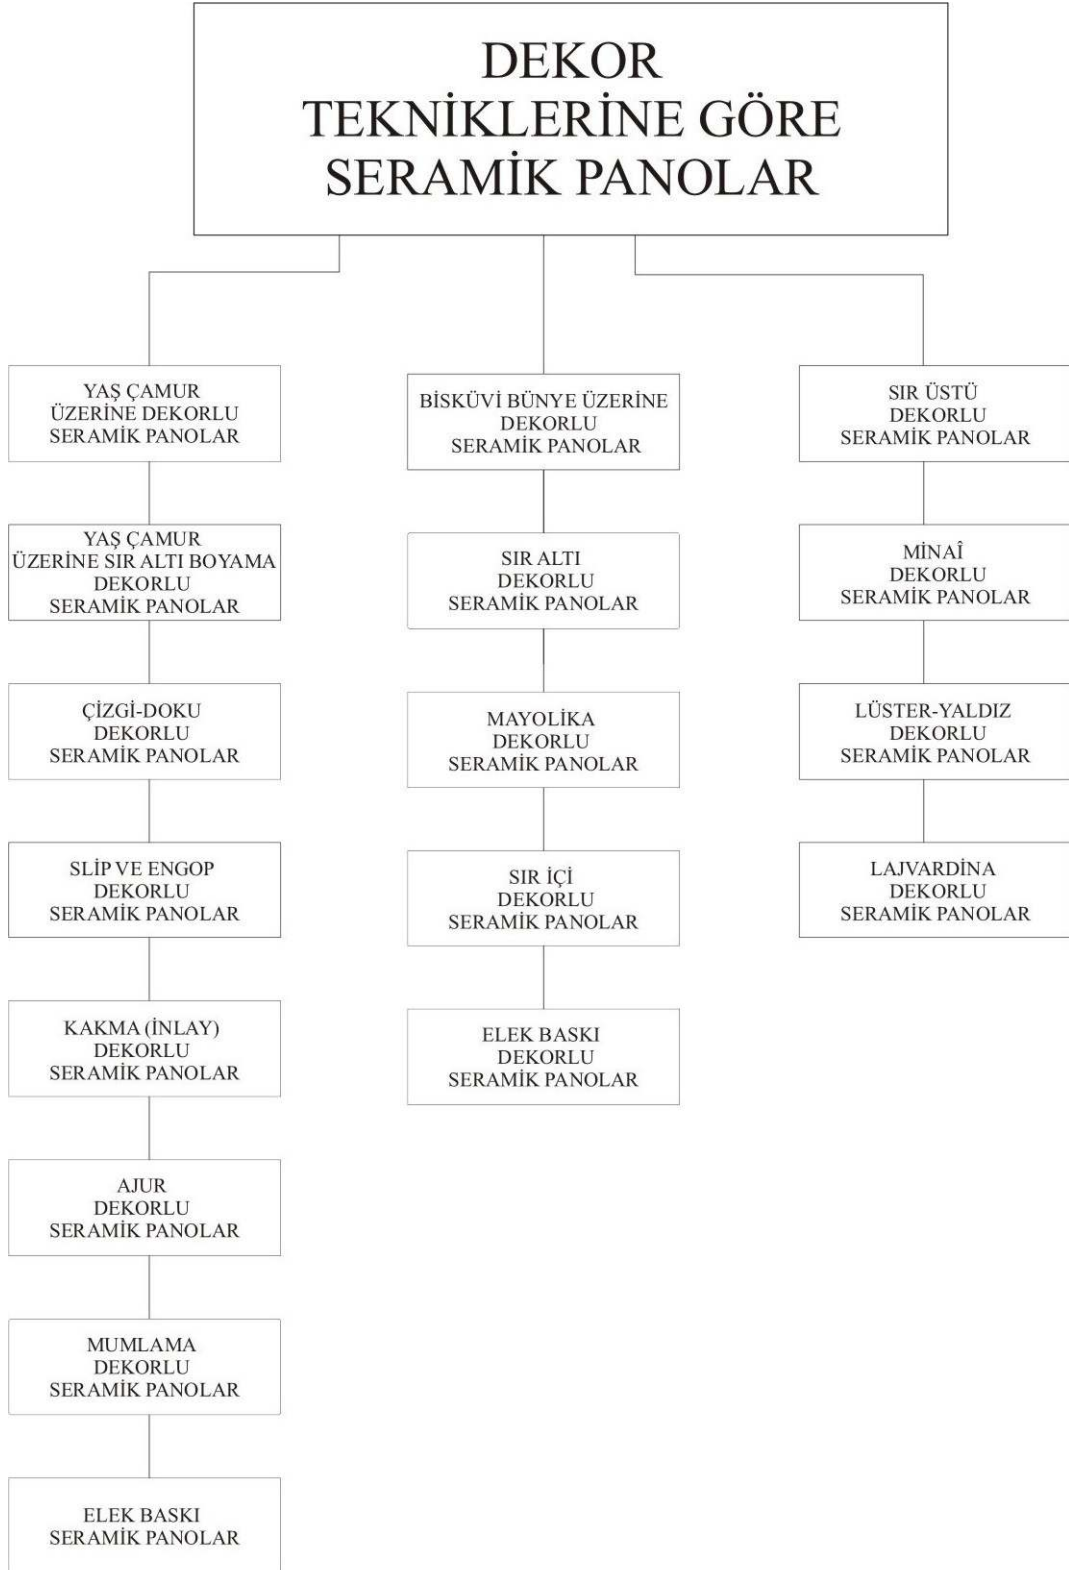 DEKOR
TEKNİKLERİNE GÖRE
SERAMİK PANOLAR
YAŞ ÇAMUR
ÜZERİNE DEKORLU
SERAMİK PANOLAR
YAŞ ÇAMUR
ÜZERİNE SIR ALTI BOYAMA
DEKORLU
SERAMİK PANOLAR
ÇİZGİ-DOKU
DEKORLU
SERAMİK PANOLAR
SLİP VE ENGOP
DEKORLU
SERAMİK PANOLAR
KAKMA (İNLAY)
DEKORLU
SERAMİK PANOLAR
AJUR
DEKORLU
SERAMİK PANOLAR
MUMLAMA
DEKORLU
SERAMİK PANOLAR
ELEK BASKI
SERAMİK PANOLAR
BİSKÜVİ BÜNYE ÜZERİNE
DEKORLU
SERAMİK PANOLAR
SIR ALTI
DEKORLU
SERAMİK PANOLAR
MAYOLİKA
DEKORLU
SERAMİK PANOLAR
SIR İÇİ
DEKORLU
SERAMİK PANOLAR
ELEK BASKI
DEKORLU
SERAMİK PANOLAR
SIR ÜSTÜ
DEKORLU
SERAMİK PANOLAR
MİNAÎ
DEKORLU
SERAMİK PANOLAR
LÜSTER-YALDIZ
DEKORLU
SERAMİK PANOLAR
LAJVARDİNA
DEKORLU
SERAMİK PANOLAR